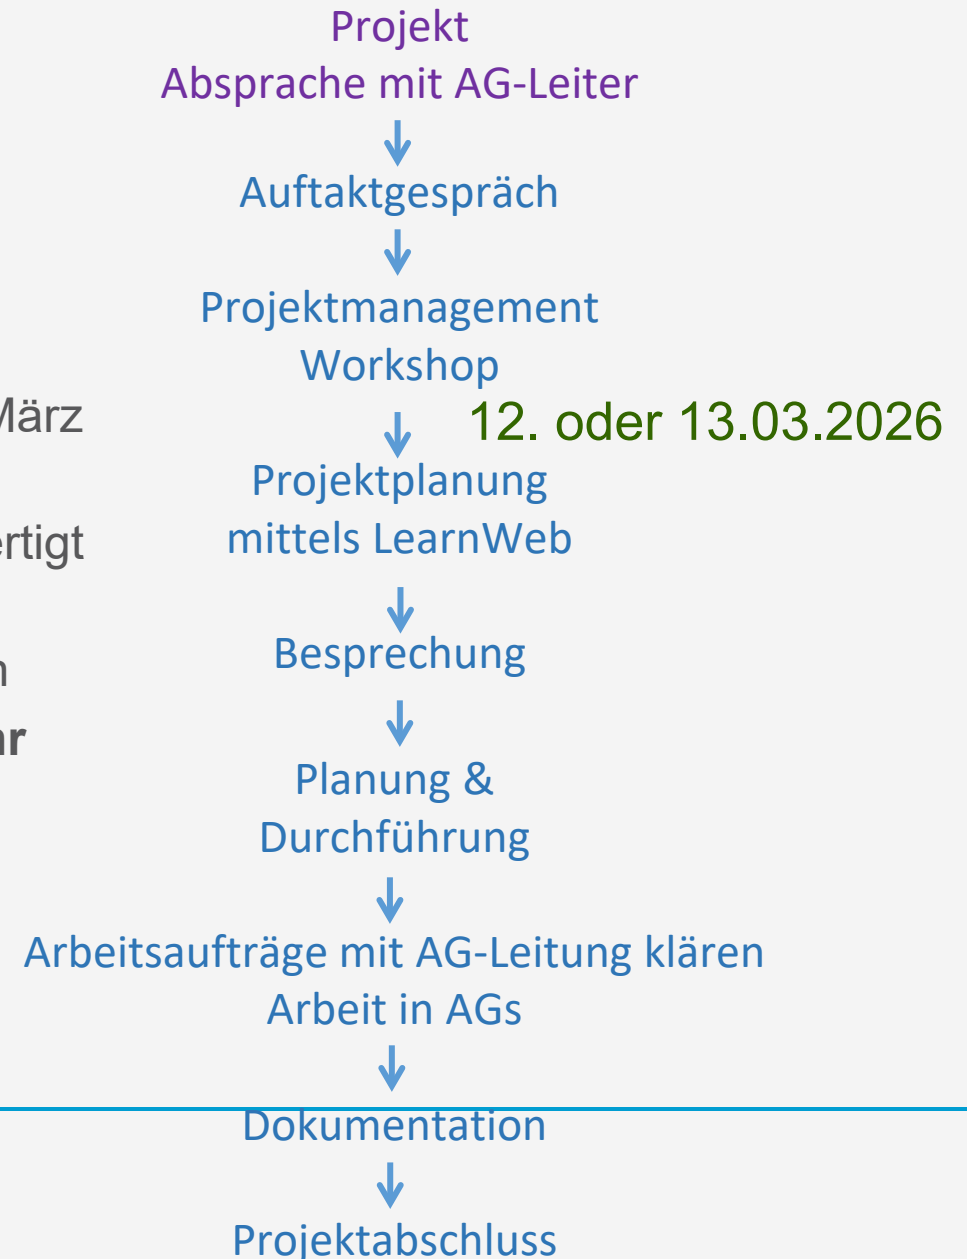 Projekt
Absprache mit AG-Leiter
Auftaktgespräch
Projektmanagement
Workshop
März
12. oder 13.03.2026
Projektplanung
mittels LearnWeb
Besprechung
Planung &
Durchführung
Arbeitsaufträge mit AG-Leitung klären
Arbeit in AGs
Dokumentation
Projektabschluss